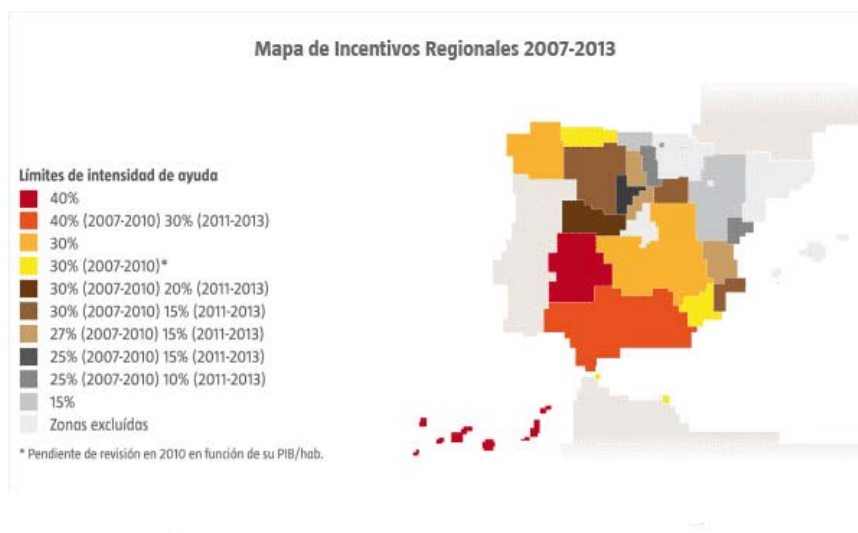 Mapa de Incentivos Regionales 2007-2013
Límites de intensidad de ayuda
40%
40% (2007-2010) 30% (2011-2013)
30%
30% (2007-2010)*
30% (2007-2010) 20% (2011-2013)
30% (2007-2010) 15% (2011-2013)
27% (2007-2010) 15% (2011-2013)
25% (2007-2010) 15% (2011-2013)
25% (2007-2010) 10% (2011-2013)
15%
Zonas excluídas
* Pendiente de revisión en 2010 en función de su PIB/hab.